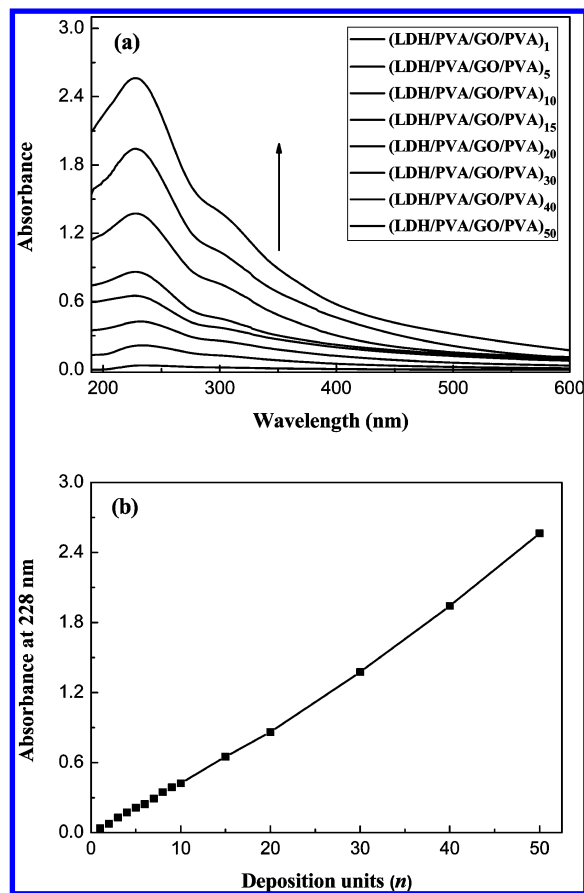 (a)
3.0
2.4
1.8
1.2
0.6
0.0
Absorbance
(LDH/PVA/GO/PVA)1
(LDH/PVA/GO/PVA)5
(LDH/PVA/GO/PVA)10
(LDH/PVA/GO/PVA)15
(LDH/PVA/GO/PVA)20
(LDH/PVA/GO/PVA)30
(LDH/PVA/GO/PVA)40
(LDH/PVA/GO/PVA)50
200 300 400 500 600
Wavelength (nm)
(b)
3.0
2.4
1.8
1.2
0.6
0.0
Absorbance at 228 nm
0 10 20 30 40 50
Deposition units (n)